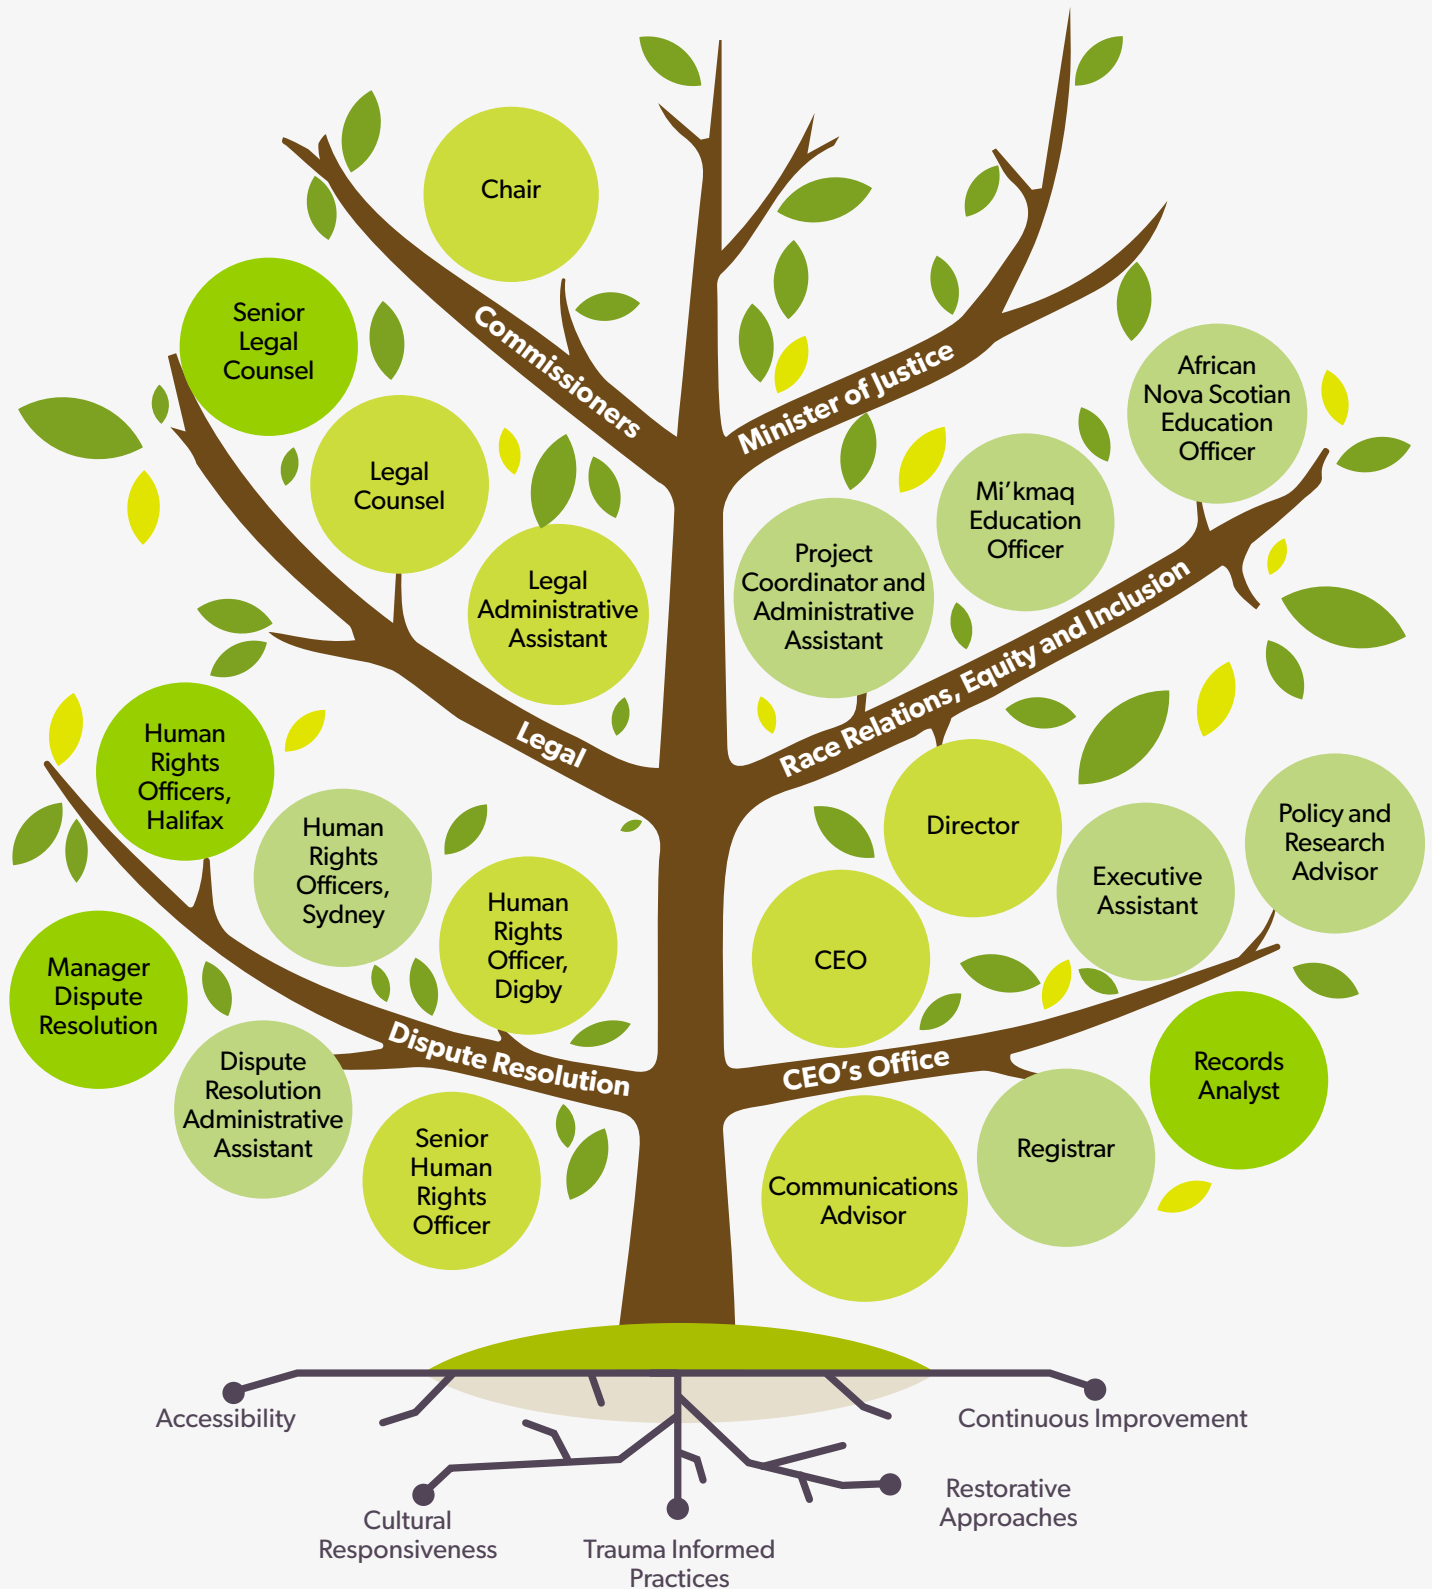 Chair
Commissioners
Minister of Justice
Senior
Legal
Counsel
Legal
Counsel
Legal
Administrative
Assistant
Legal
African
Nova Scotian
Education
Officer
Mi’kmaq
Education
Officer
Project
Coordinator and
Administrative
Assistant
Race Relations, Equity and Inclusion
Director
Human
Rights
Officers,
Halifax
Human
Rights
Officers,
Sydney
Human
Rights
Officer,
Digby
Manager
Dispute
Resolution
Dispute Resolution
Dispute
Resolution
Administrative
Assistant
Senior
Human
Rights
Officer
Policy and
Research
Advisor
Executive
Assistant
CEO
CEO’s Office
Records
Analyst
Registrar
Communications
Advisor
Accessibility
Continuous Improvement
Cultural
Responsiveness
Trauma Informed
Practices
Restorative
Approaches